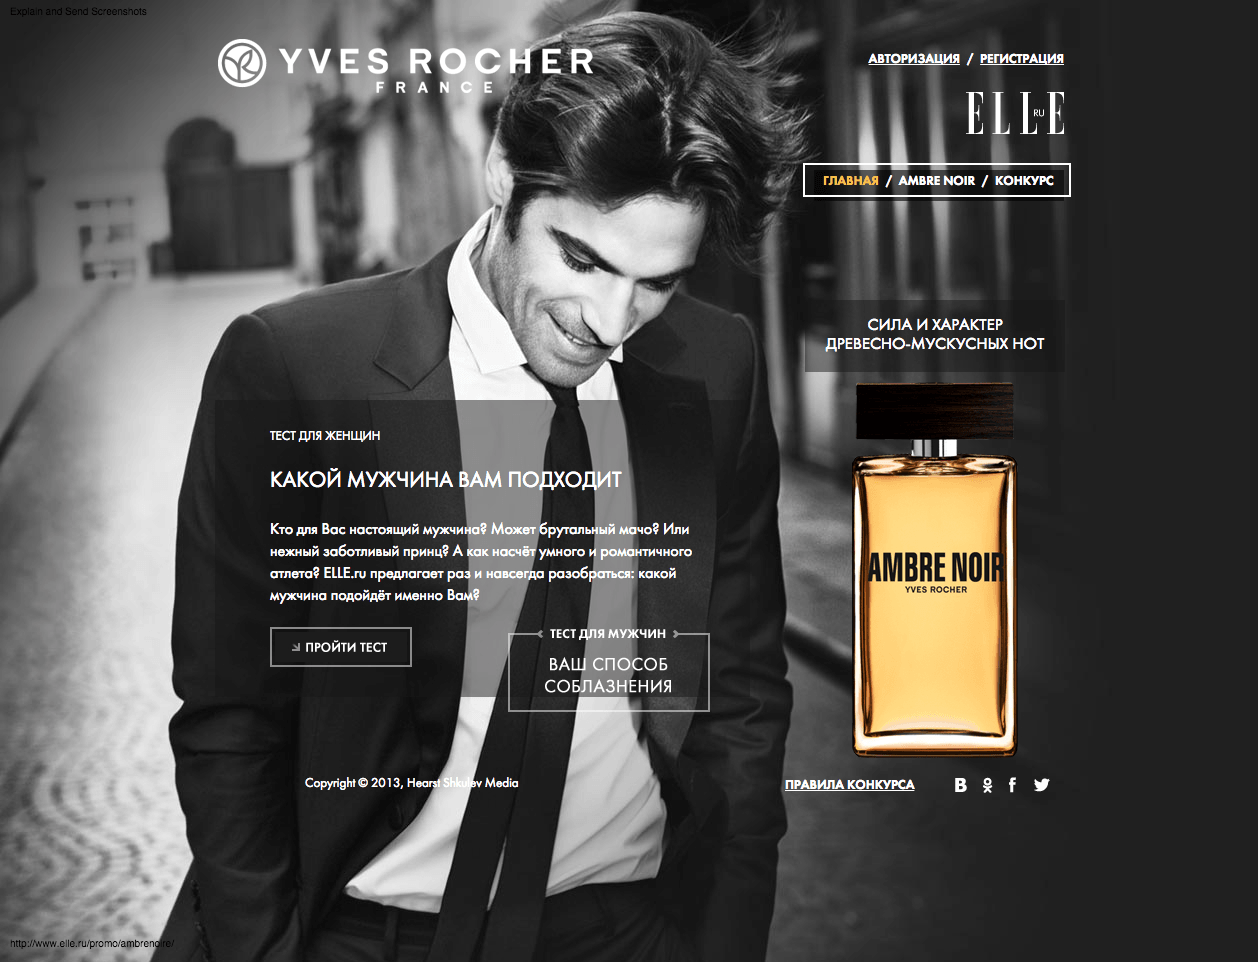 Explain and Send Screenshots
YVES ROCHER
FRANCE
АВТОРИЗАЦИЯ / РЕГИСТРАЦИЯ
ELLE RU
ГЛАВНАЯ / AMBRE NOIR / КОНКУРС
СИЛА И ХАРАКТЕР
ДРЕВЕСНО-МУСКУСНЫХ НОТ
ТЕСТ ДЛЯ ЖЕНЩИН
КАКОЙ МУЖЧИНА ВАМ ПОДХОДИТ
Кто для Вас настоящий мужчина? Может брутальный мачо? Или
нежный заботливый принц? А как насчёт умного и романтичного
атлета? ELLE.ru предлагает раз и навсегда разобраться: какой
мужчина подойдёт именно Вам?
ПРОЙТИ ТЕСТ
ТЕСТ ДЛЯ МУЖЧИН
ВАШ СПОСОБ
СОБЛАЗНЕНИЯ
AMBRE NOIR
YVES ROCHER
Copyright © 2013, Hearst Shkulev Media
ПРАВИЛА КОНКУРСА
http://www.elle.ru/promo/ambrenoire/